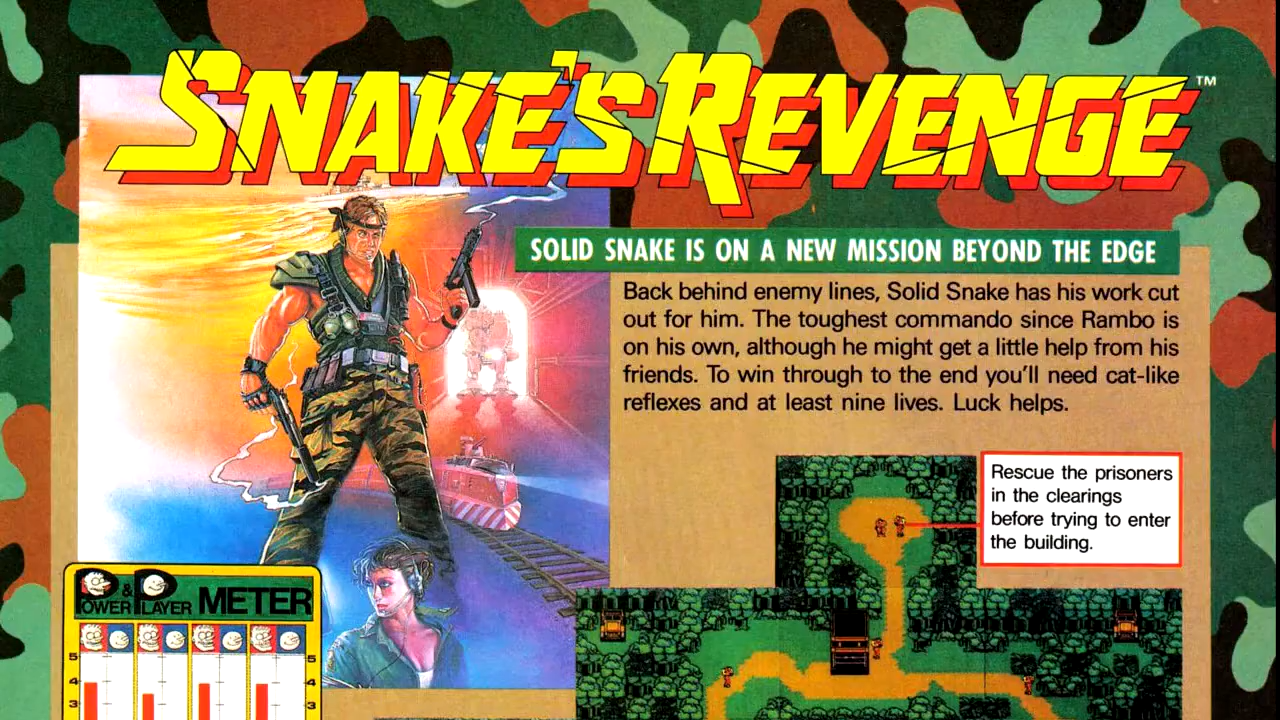 SNAKE'S REVENGE™
SOLID SNAKE IS ON A NEW MISSION BEYOND THE EDGE
Back behind enemy lines, Solid Snake has his work cut
out for him. The toughest commando since Rambo is
on his own, although he might get a little help from his
friends. To win through to the end you'll need cat-like
reflexes and at least nine lives. Luck helps.
Rescue the prisoners
in the clearings
before trying to enter
the building.
POWER & PLAYER METER
5 5
4 4
3 3